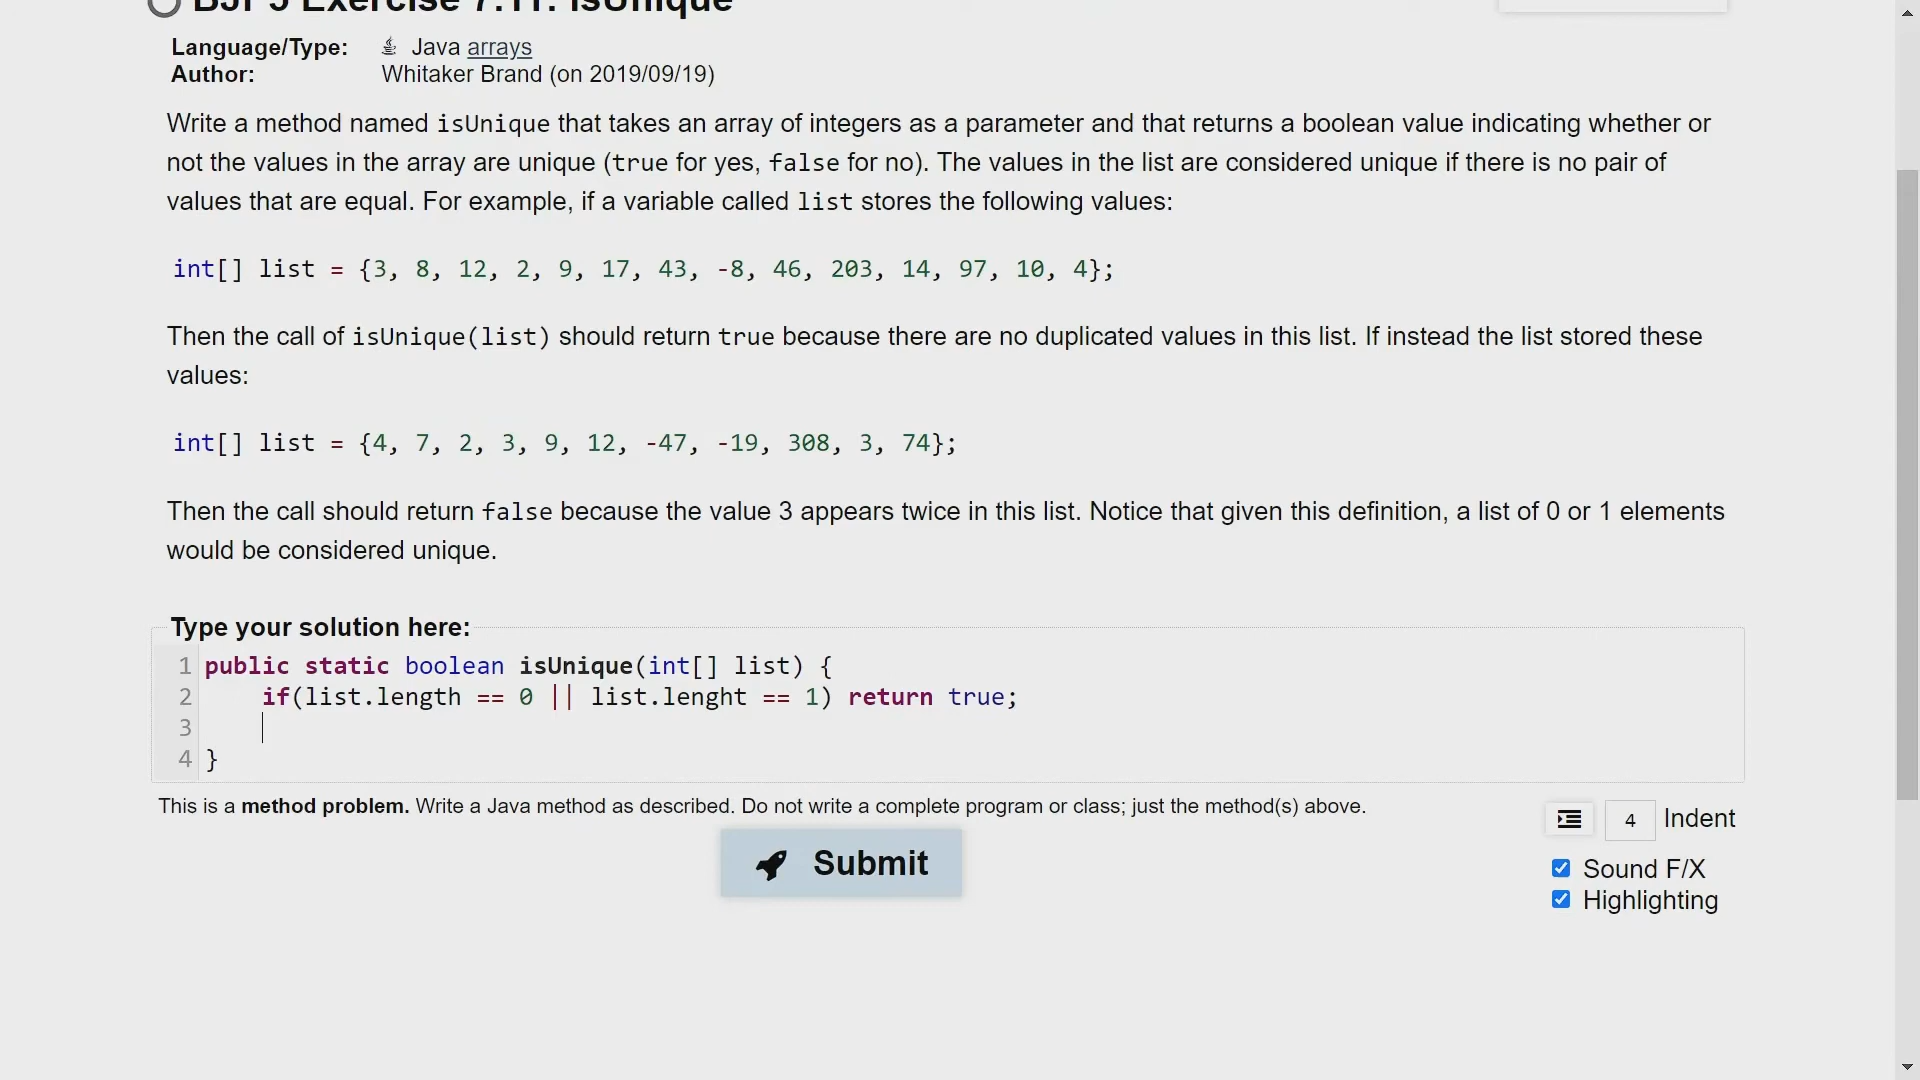 BJP5 Exercise 7.11: isUnique
Language/Type: Java arrays
Author: Whitaker Brand (on 2019/09/19)
Write a method named isUnique that takes an array of integers as a parameter and that returns a boolean value indicating whether or
not the values in the array are unique (true for yes, false for no). The values in the list are considered unique if there is no pair of
values that are equal. For example, if a variable called list stores the following values:
int[] list = {3, 8, 12, 2, 9, 17, 43, -8, 46, 203, 14, 97, 10, 4};
Then the call of isUnique(list) should return true because there are no duplicated values in this list. If instead the list stored these
values:
int[] list = {4, 7, 2, 3, 9, 12, -47, -19, 308, 3, 74};
Then the call should return false because the value 3 appears twice in this list. Notice that given this definition, a list of 0 or 1 elements
would be considered unique.
Type your solution here:
1 public static boolean isUnique(int[] list) {
2 if(list.length == 0 || list.lenght == 1) return true;
3
4 }
This is a method problem. Write a Java method as described. Do not write a complete program or class; just the method(s) above.
4 Indent
Submit
Sound F/X
Highlighting